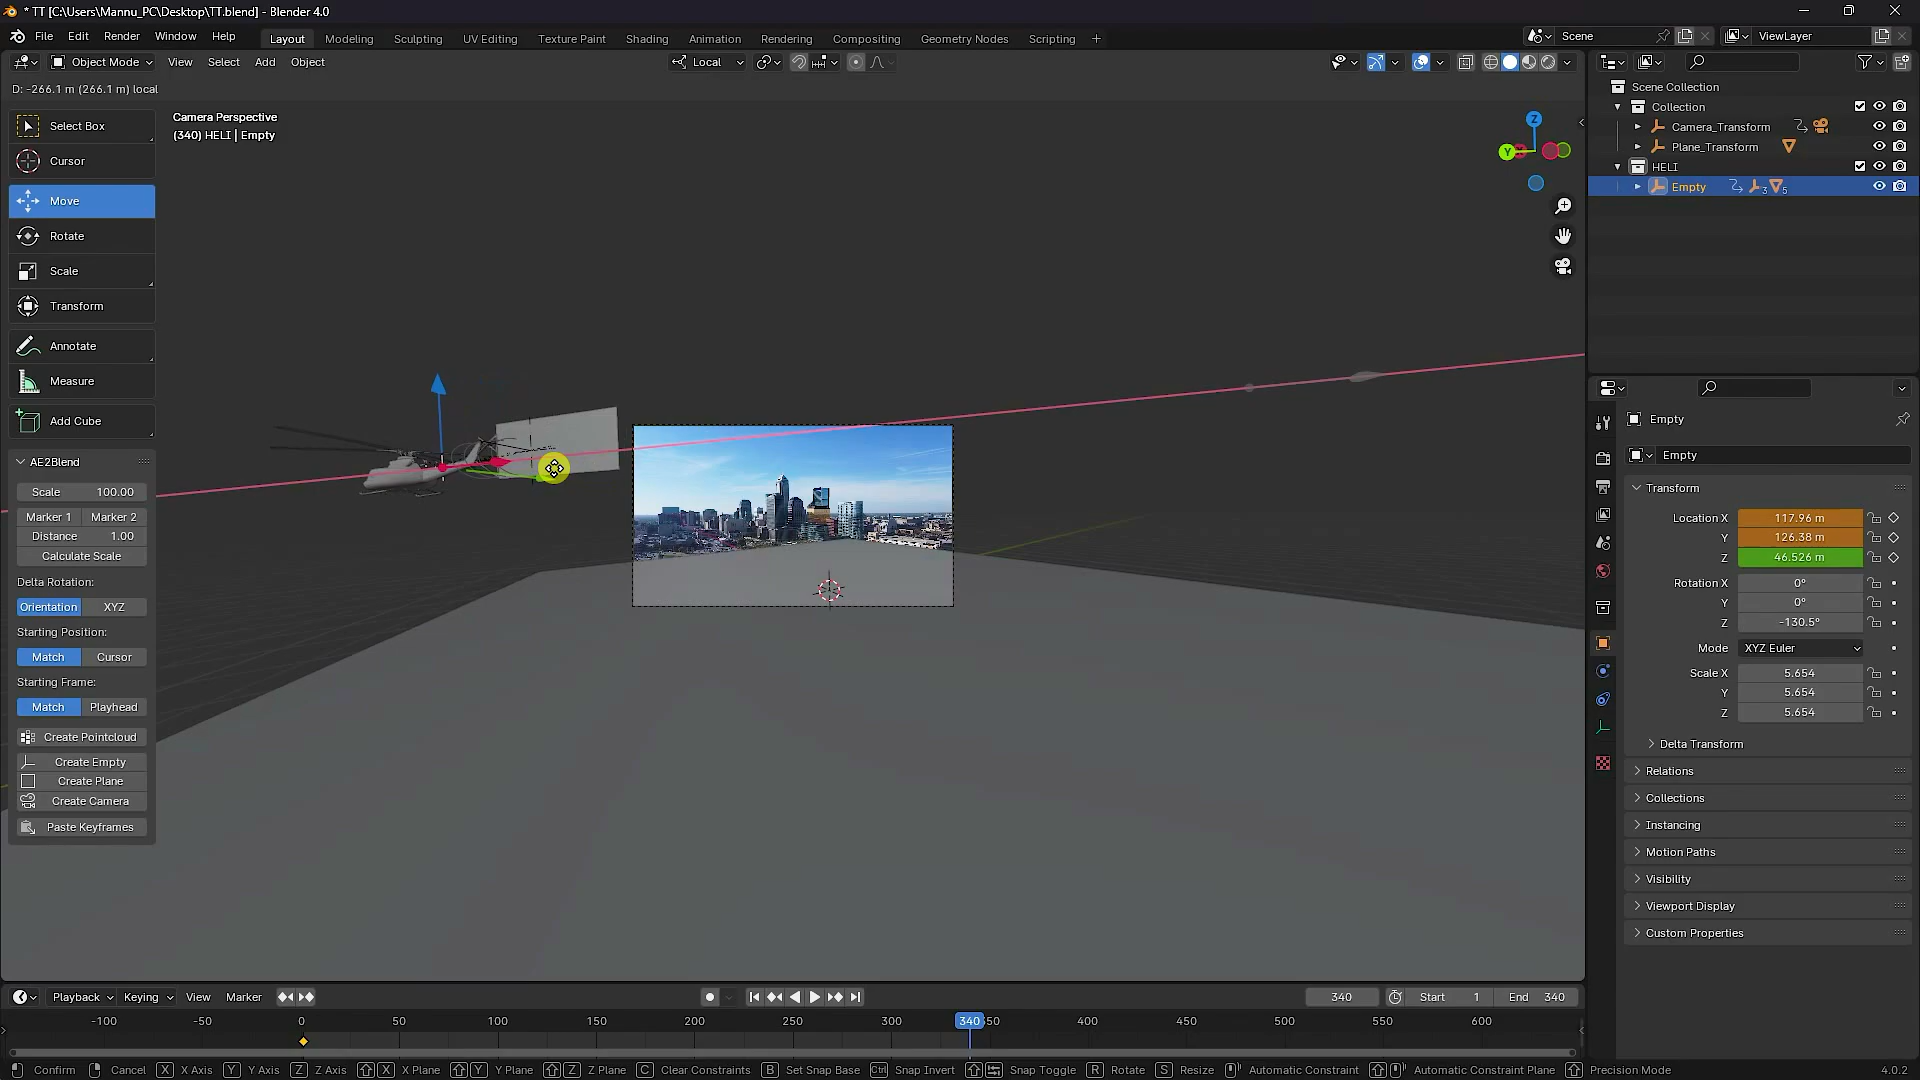 * TT [C:\Users\Mannu_PC\Desktop\TT.blend] - Blender 4.0
File Edit Render Window Help
Layout Modeling Sculpting UV Editing Texture Paint Shading Animation Rendering Compositing Geometry Nodes Scripting +
Scene ViewLayer
Object Mode View Select Add Object
Local
D: -266.1 m (266.1 m) local
Camera Perspective
(340) HELI | Empty
Select Box
Cursor
Move
Rotate
Scale
Transform
Annotate
Measure
Add Cube
AE2Blend
Scale 100.00
Marker 1 Marker 2
Distance 1.00
Calculate Scale
Delta Rotation:
Orientation XYZ
Starting Position:
Match Cursor
Starting Frame:
Match Playhead
Create Pointcloud
Create Empty
Create Plane
Create Camera
Paste Keyframes
Z
Y
Scene Collection
Collection
Camera_Transform
Plane_Transform
HELI
Empty 3 5
Empty
Empty
Transform
Location X 117.96 m
Y 126.38 m
Z 46.526 m
Rotation X 0°
Y 0°
Z -130.5°
Mode XYZ Euler
Scale X 5.654
Y 5.654
Z 5.654
Delta Transform
Relations
Collections
Instancing
Motion Paths
Visibility
Viewport Display
Custom Properties
Playback Keying View Marker
340 Start 1 End 340
-100 -50 0 50 100 150 200 250 300 340 350 400 450 500 550 600
Confirm Cancel X X Axis Y Y Axis Z Z Axis X X Plane Y Y Plane Z Z Plane C Clear Constraints B Set Snap Base Ctrl Snap Invert Snap Toggle R Rotate S Resize Automatic Constraint Automatic Constraint Plane Precision Mode 4.0.2